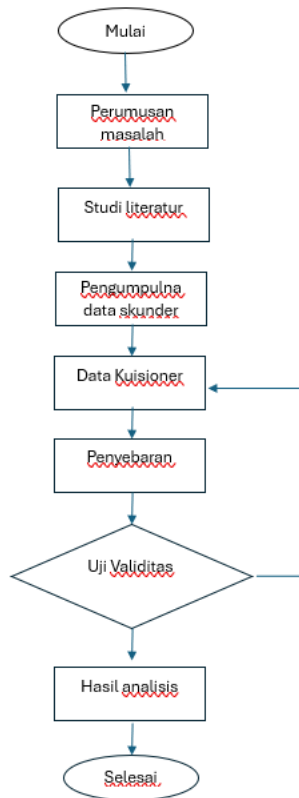 Mulai
Perumusan
masalah
Studi literatur
Pengumpulna
data skunder
Data Kuisioner
Penyebaran
Uji Validitas
Hasil analisis
Selesai